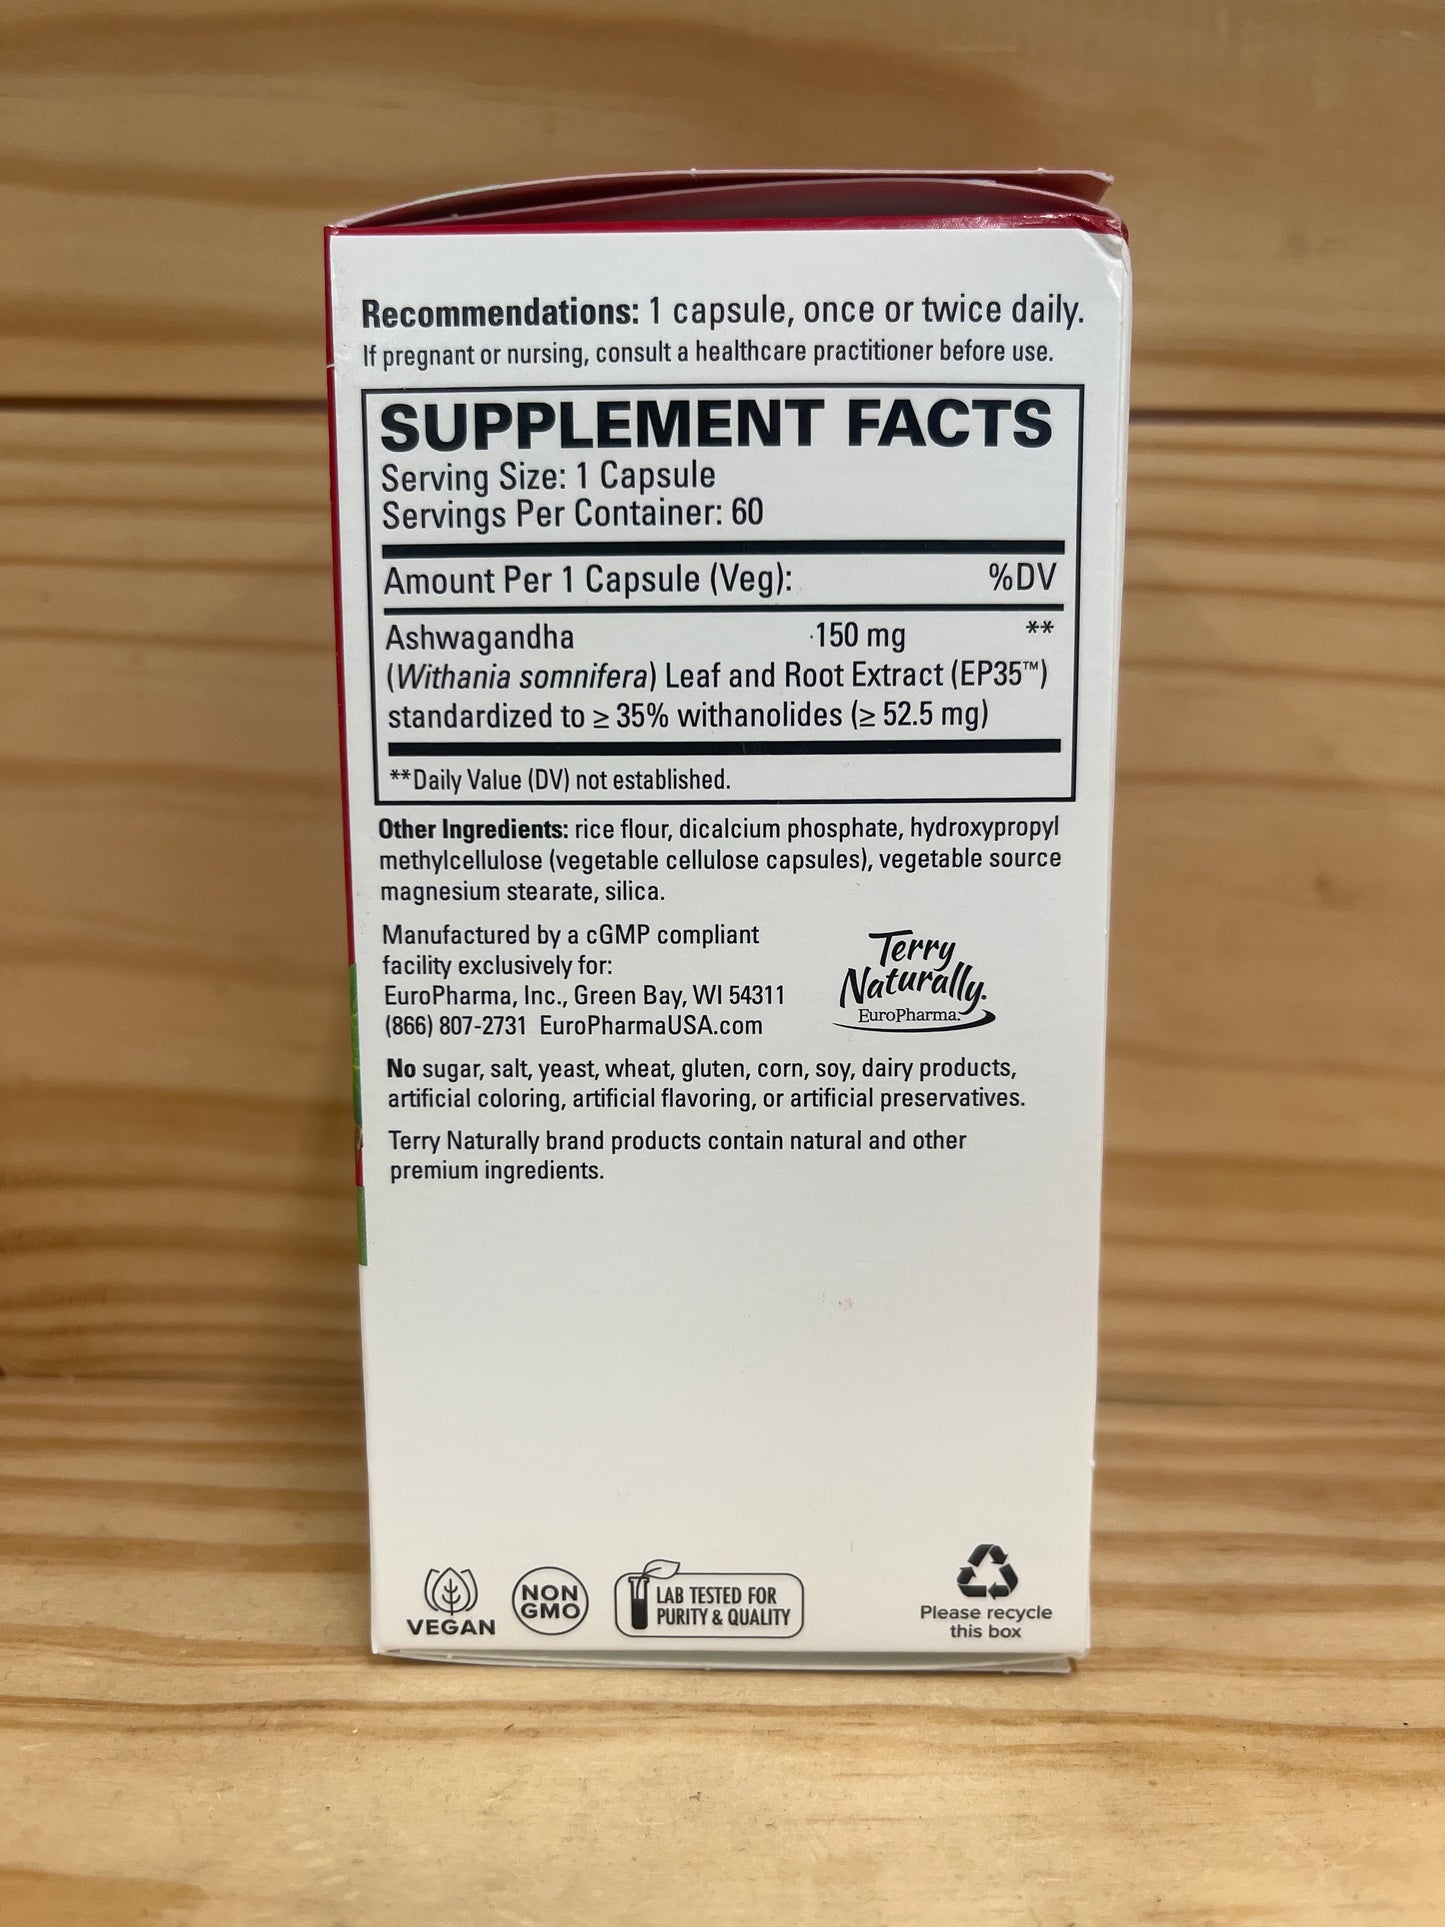 Recommendations: 1 capsule, once or twice daily.
If pregnant or nursing, consult a healthcare practitioner before use.
SUPPLEMENT FACTS
Serving Size: 1 Capsule
Servings Per Container: 60
Amount Per 1 Capsule (Veg): %DV
Ashwagandha 150 mg **
(Withania somnifera) Leaf and Root Extract (EP35™)
standardized to ≥ 35% withanolides (≥ 52.5 mg)
**Daily Value (DV) not established.
Other Ingredients: rice flour, dicalcium phosphate, hydroxypropyl
methylcellulose (vegetable cellulose capsules), vegetable source
magnesium stearate, silica.
Manufactured by a cGMP compliant
facility exclusively for:
EuroPharma, Inc., Green Bay, WI 54311
(866) 807-2731 EuroPharmaUSA.com
Terry
Naturally.
EuroPharma.
No sugar, salt, yeast, wheat, gluten, corn, soy, dairy products,
artificial coloring, artificial flavoring, or artificial preservatives.
Terry Naturally brand products contain natural and other
premium ingredients.
VEGAN
NON
GMO
LAB TESTED FOR
PURITY & QUALITY
Please recycle
this box